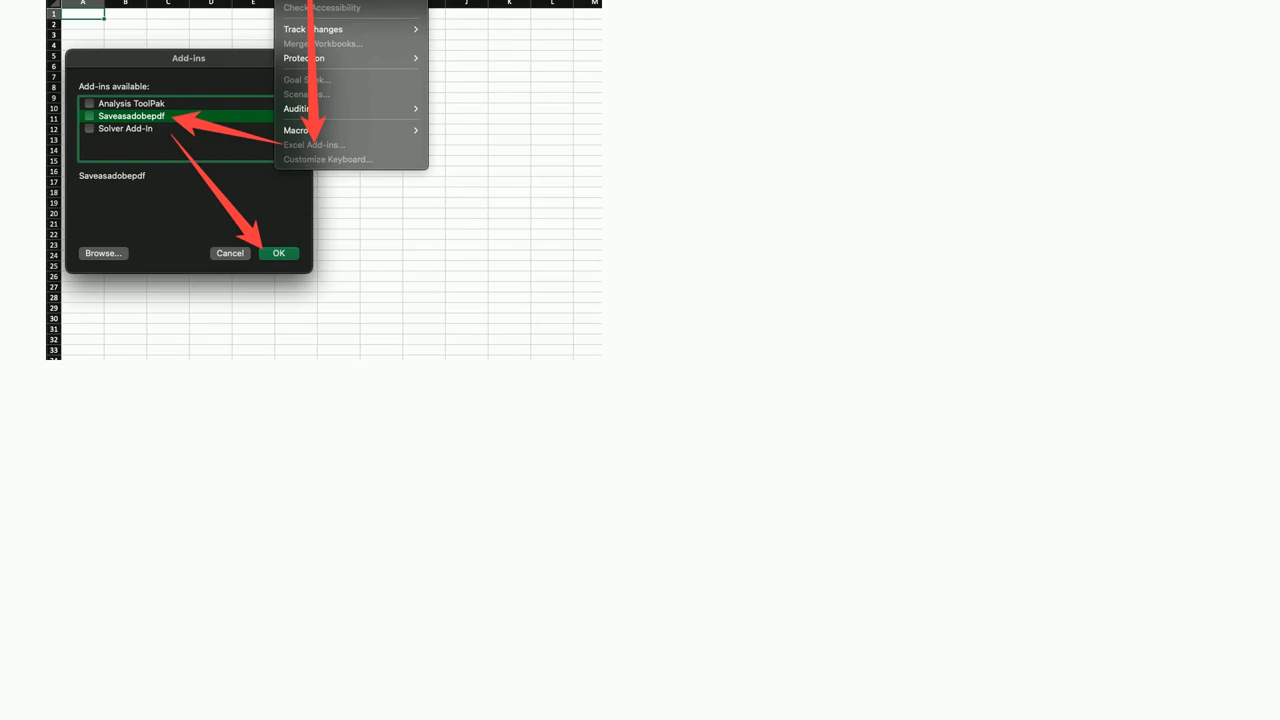 A B C D E J K L M
Check Accessibility
Track Changes
Merge Workbooks...
Protection
Goal Seek...
Scenarios...
Auditing
Macro
Excel Add-ins...
Customize Keyboard...
Add-ins
Add-ins available:
Analysis ToolPak
Saveasadobepdf
Solver Add-In
Saveasadobepdf
Browse... Cancel OK
1
2
3
4
5
6
7
8
9
10
11
12
13
14
15
16
17
18
19
20
21
22
23
24
25
26
27
28
29
30
31
32
33